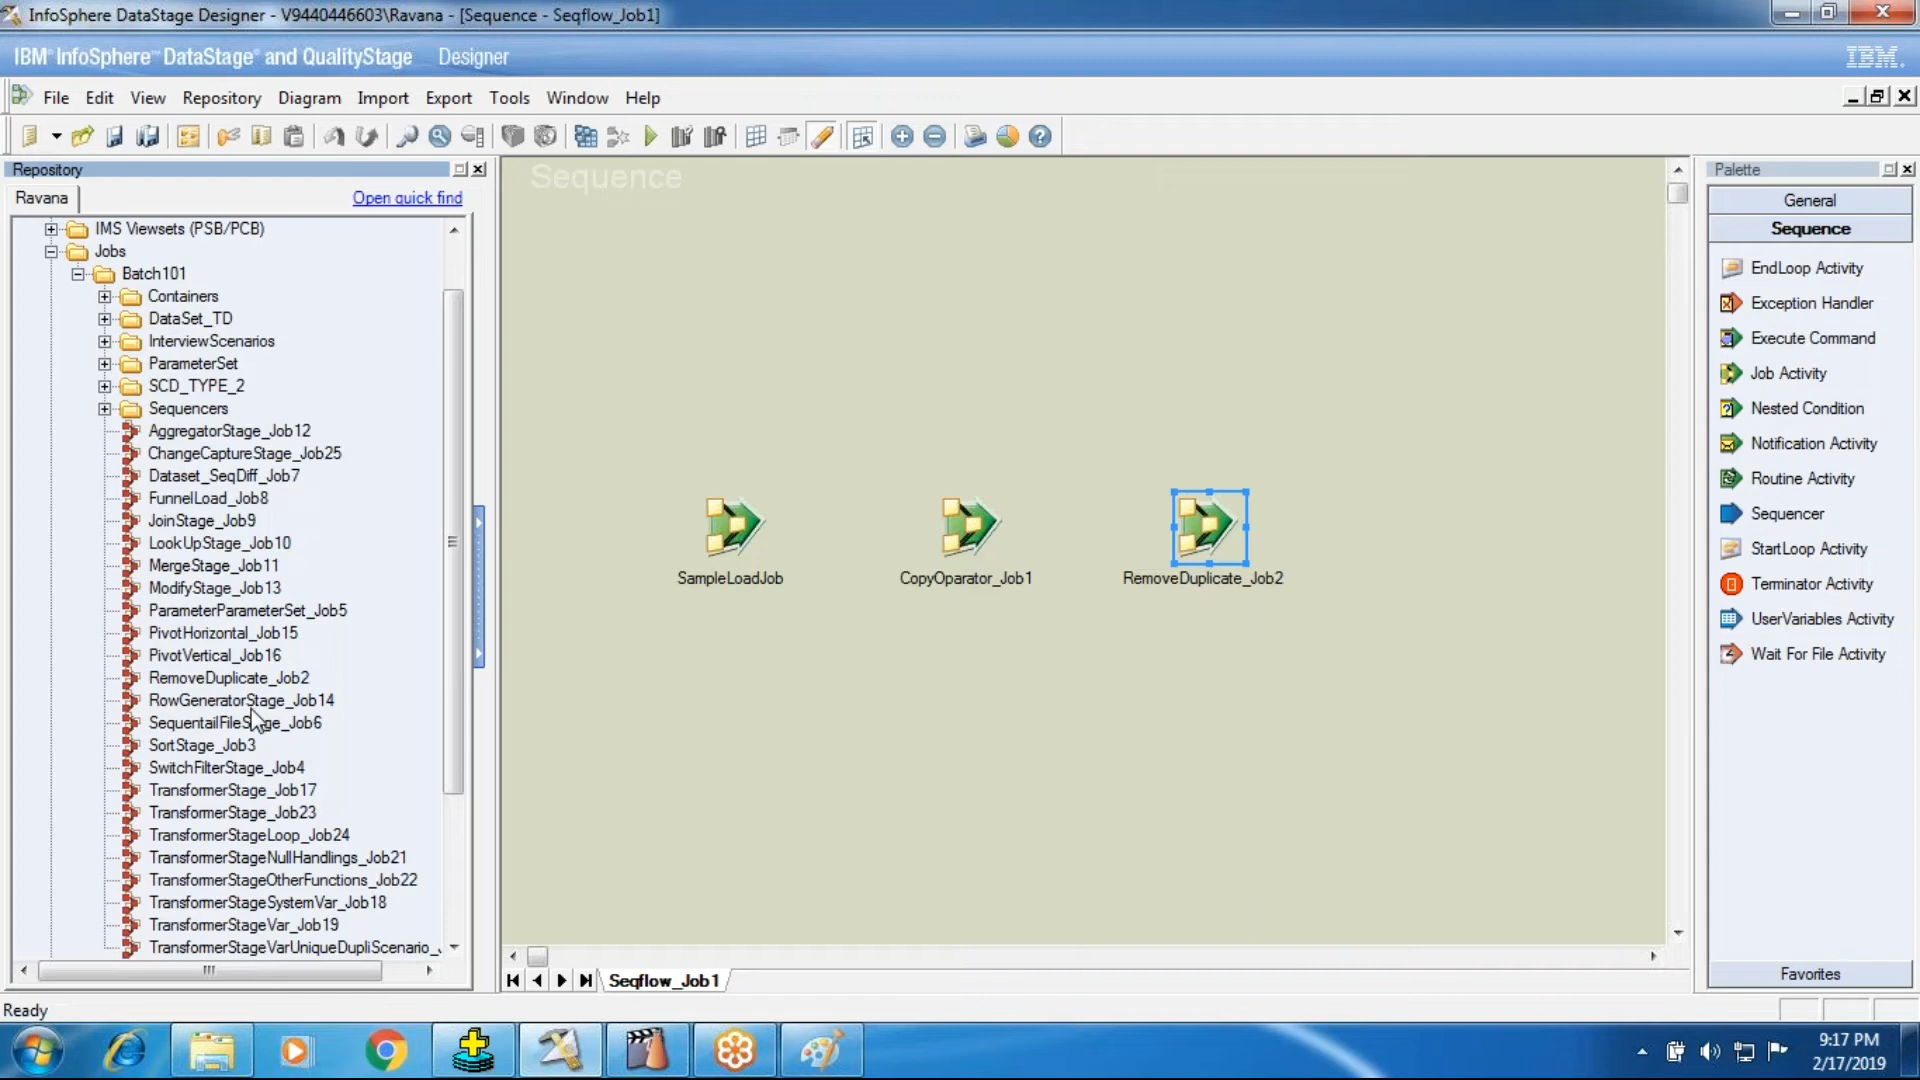 InfoSphere DataStage Designer - V9440446603\Ravana - [Sequence - Seqflow_Job1]
IBM® InfoSphere™ DataStage® and QualityStage Designer
IBM.
File Edit View Repository Diagram Import Export Tools Window Help
Repository
Ravana
Open quick find
IMS Viewsets (PSB/PCB)
Jobs
Batch101
Containers
DataSet_TD
InterviewScenarios
ParameterSet
SCD_TYPE_2
Sequencers
AggregatorStage_Job12
ChangeCaptureStage_Job25
Dataset_SeqDiff_Job7
FunnelLoad_Job8
JoinStage_Job9
LookUpStage_Job10
MergeStage_Job11
ModifyStage_Job13
ParameterParameterSet_Job5
PivotHorizontal_Job15
PivotVertical_Job16
RemoveDuplicate_Job2
RowGeneratorStage_Job14
SequentailFileStage_Job6
SortStage_Job3
SwitchFilterStage_Job4
TransformerStage_Job17
TransformerStage_Job23
TransformerStageLoop_Job24
TransformerStageNullHandlings_Job21
TransformerStageOtherFunctions_Job22
TransformerStageSystemVar_Job18
TransformerStageVar_Job19
TransformerStageVarUniqueDupliScenario_
Sequence
SampleLoadJob
CopyOparator_Job1
RemoveDuplicate_Job2
Seqflow_Job1
Palette
General
Sequence
EndLoop Activity
Exception Handler
Execute Command
Job Activity
Nested Condition
Notification Activity
Routine Activity
Sequencer
StartLoop Activity
Terminator Activity
UserVariables Activity
Wait For File Activity
Favorites
Ready
9:17 PM
2/17/2019